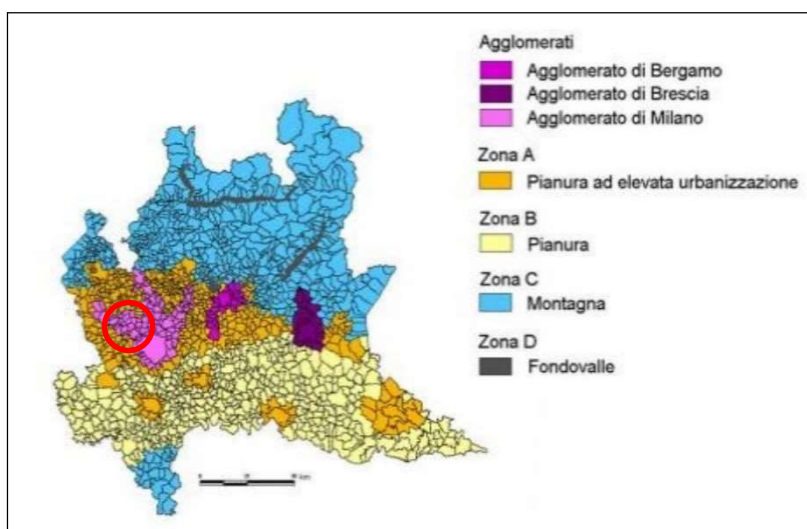 Agglomerati
Agglomerato di Bergamo
Agglomerato di Brescia
Agglomerato di Milano
Zona A
Pianura ad elevata urbanizzazione
Zona B
Pianura
Zona C
Montagna
Zona D
Fondovalle